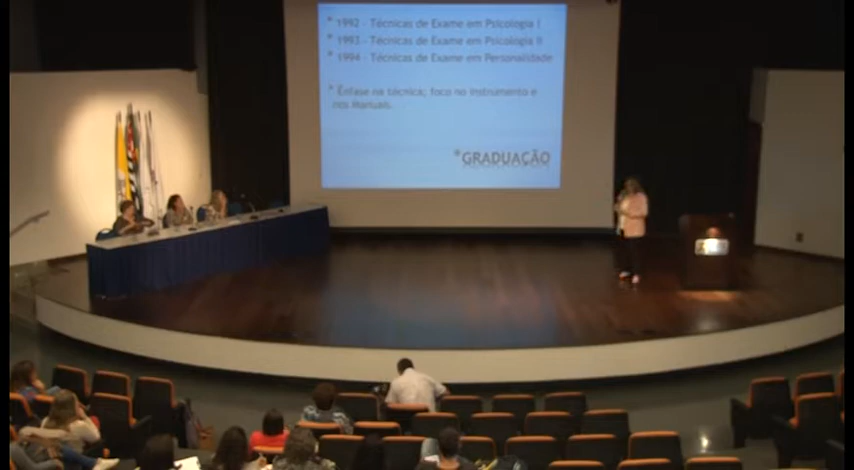 * 1992 - Técnicas de Exame em Psicologia I
* 1993 - Técnicas de Exame em Psicologia II
* 1994 - Técnicas de Exame em Personalidade
* Ênfase na técnica; foco no instrumento e
nos Manuais.
*GRADUAÇÃO